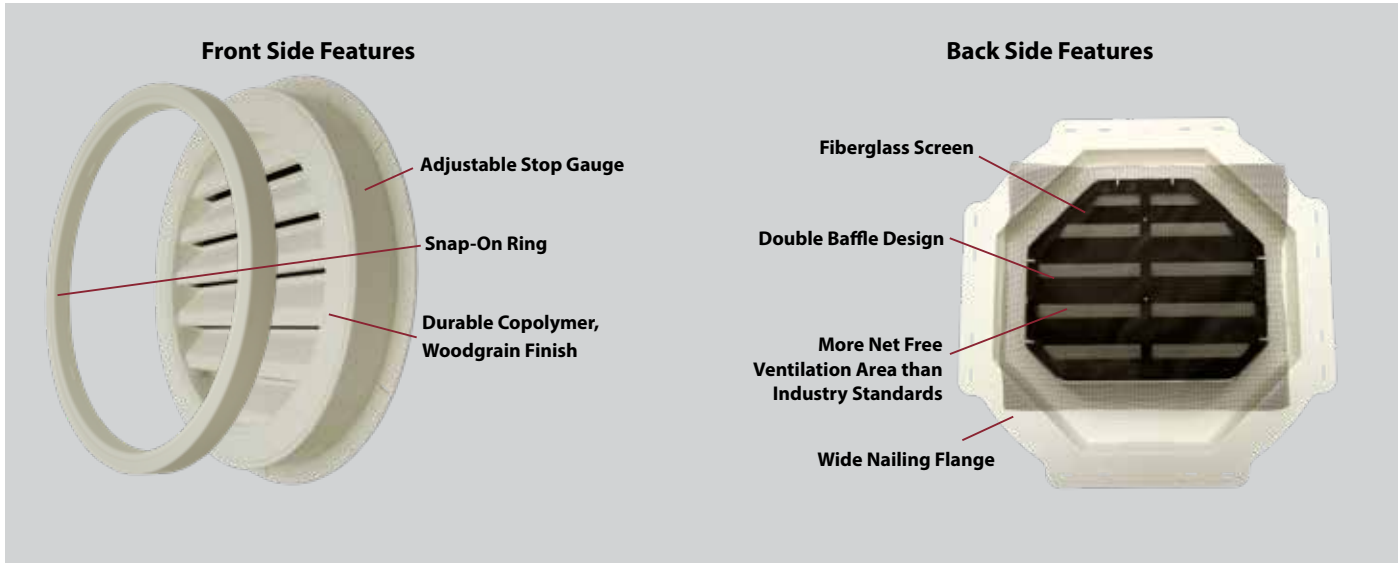 Front Side Features
Adjustable Stop Gauge
Snap-On Ring
Durable Copolymer,
Woodgrain Finish
Back Side Features
Fiberglass Screen
Double Baffle Design
More Net Free
Ventilation Area than
Industry Standards
Wide Nailing Flange